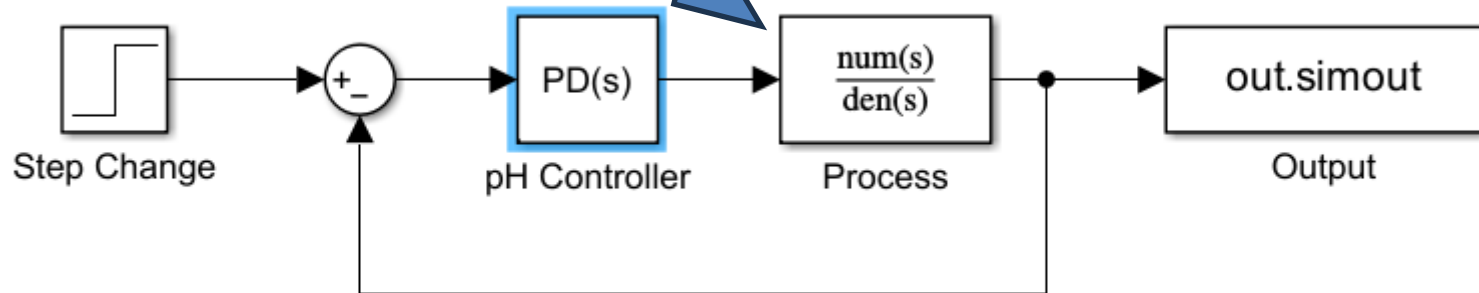 +
−
PD(s)
num(s)
den(s)
out.simout
Step Change
pH Controller
Process
Output